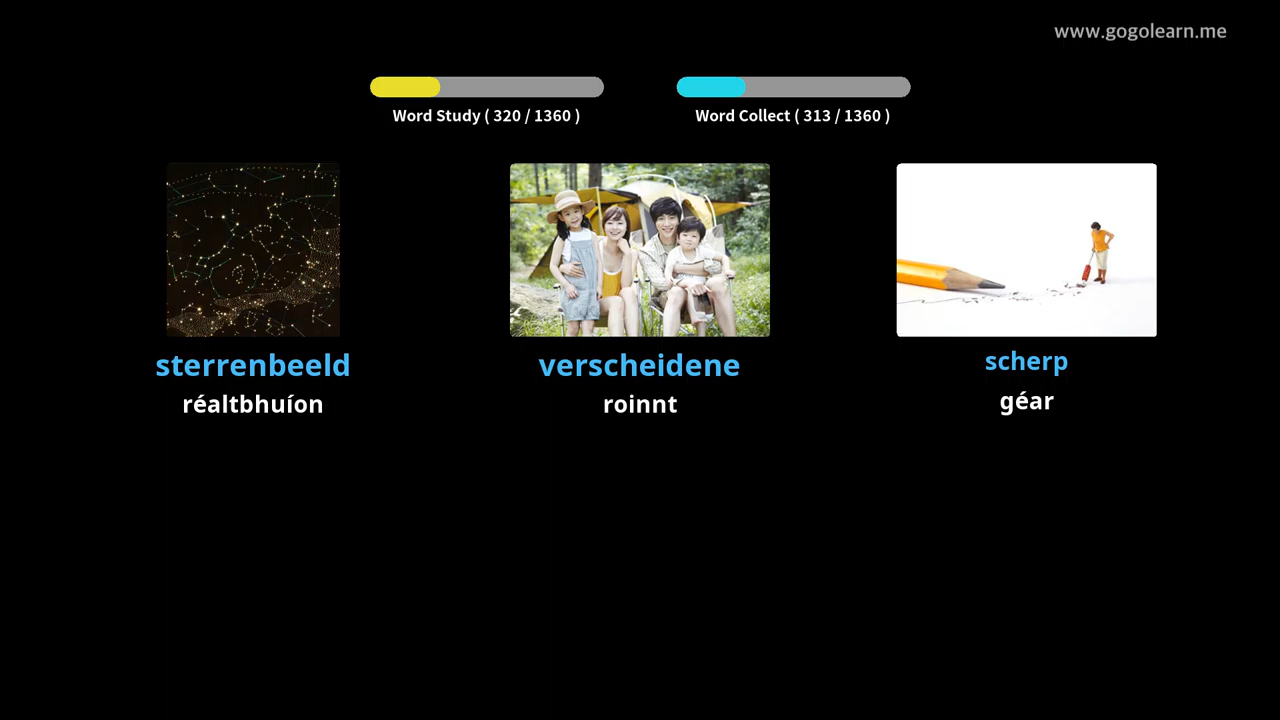 www.gogolearn.me
Word Study ( 320 / 1360 )
Word Collect ( 313 / 1360 )
sterrenbeeld
verscheidene
scherp
réaltbhuíon
roinnt
géar